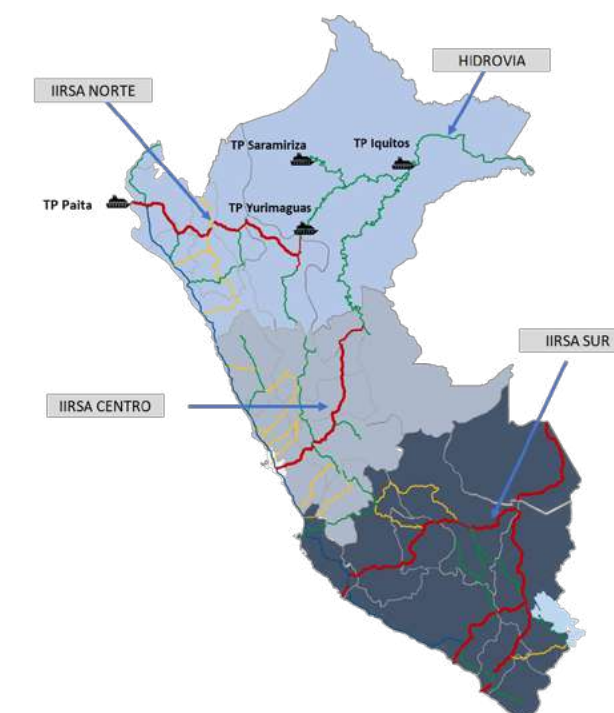 HIDROVIA
IIRSA NORTE
TP Saramiriza
TP Iquitos
TP Paita
TP Yurimaguas
IIRSA SUR
IIRSA CENTRO